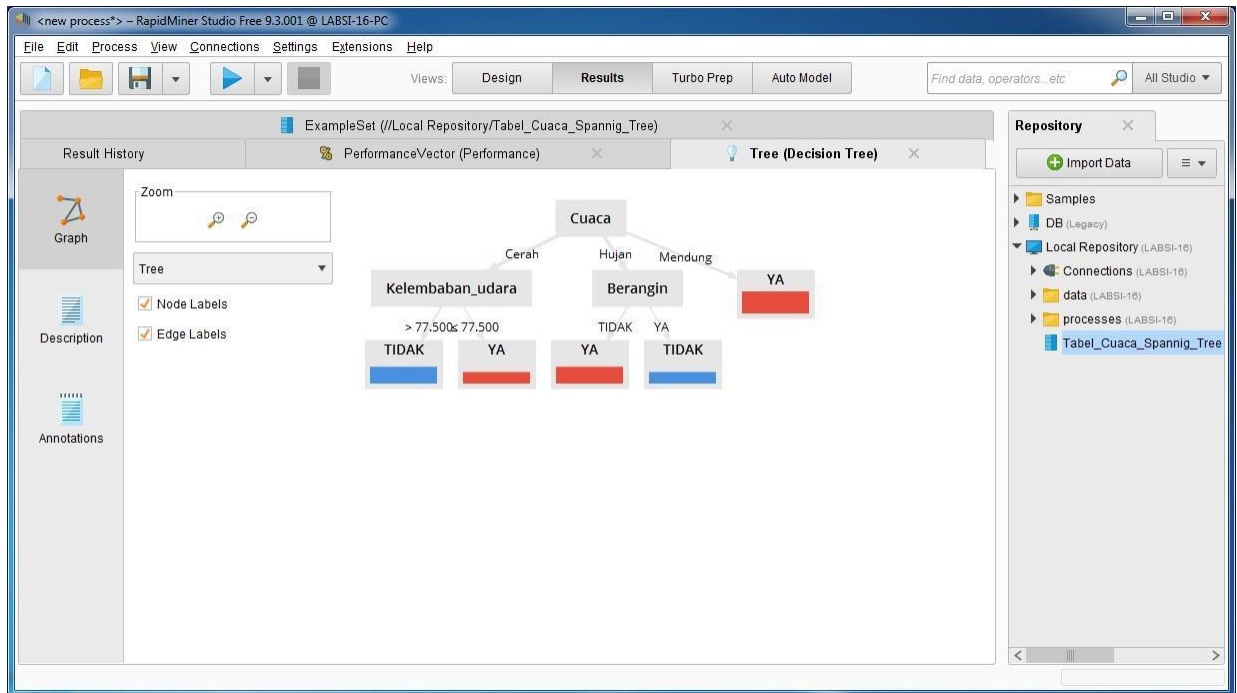 <new process*> – RapidMiner Studio Free 9.3.001 @ LABSI-16-PC
File Edit Process View Connections Settings Extensions Help
Views: Design Results Turbo Prep Auto Model Find data, operators...etc All Studio
ExampleSet (//Local Repository/Tabel_Cuaca_Spannig_Tree)
Result History PerformanceVector (Performance) Tree (Decision Tree)
Graph
Description
Annotations
Zoom
Tree
Node Labels
Edge Labels
Cuaca
Cerah Hujan Mendung
Kelembaban_udara Berangin YA
> 77.500 ≤ 77.500 TIDAK YA
TIDAK YA YA TIDAK
Repository
Import Data
Samples
DB (Legacy)
Local Repository (LABSI-16)
Connections (LABSI-16)
data (LABSI-16)
processes (LABSI-16)
Tabel_Cuaca_Spannig_Tree